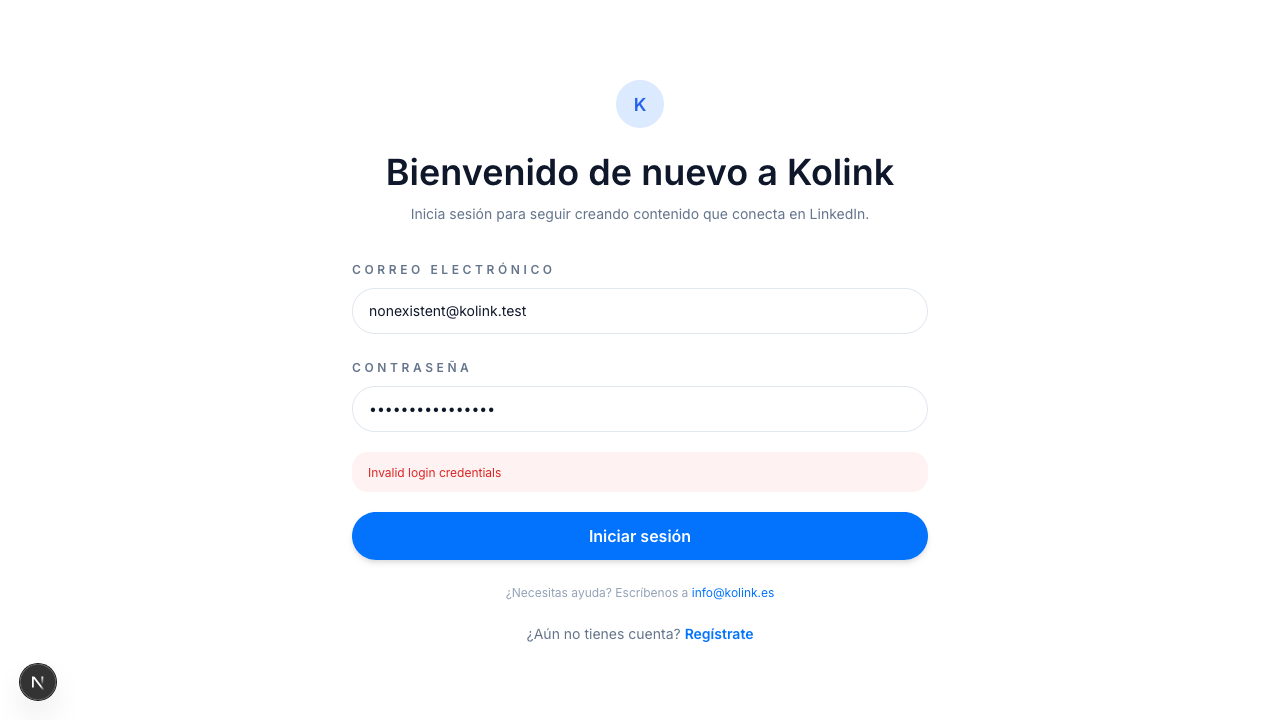 K
Bienvenido de nuevo a Kolink
Inicia sesión para seguir creando contenido que conecta en LinkedIn.
CORREO ELECTRÓNICO
nonexistent@kolink.test
CONTRASEÑA
••••••••••••••••
Invalid login credentials
Iniciar sesión
¿Necesitas ayuda? Escríbenos a info@kolink.es
¿Aún no tienes cuenta? Regístrate
N